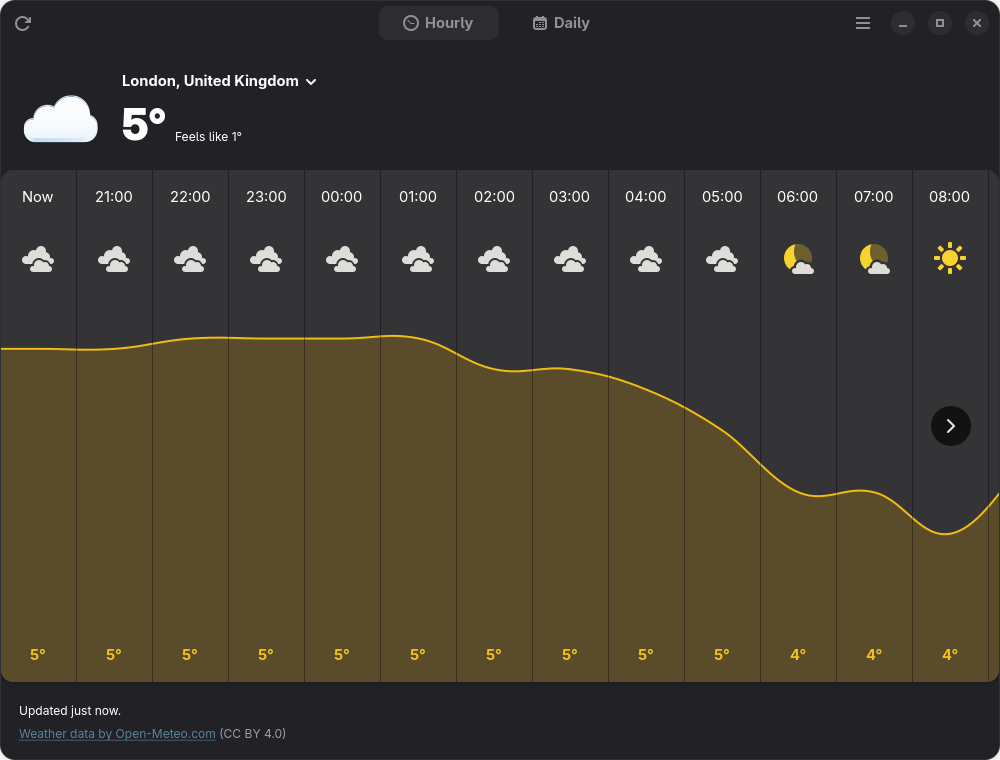 Hourly
Daily
London, United Kingdom
5°
Feels like 1°
Now 21:00 22:00 23:00 00:00 01:00 02:00 03:00 04:00 05:00 06:00 07:00 08:00
5° 5° 5° 5° 5° 5° 5° 5° 5° 5° 4° 4° 4°
Updated just now.
Weather data by Open-Meteo.com (CC BY 4.0)